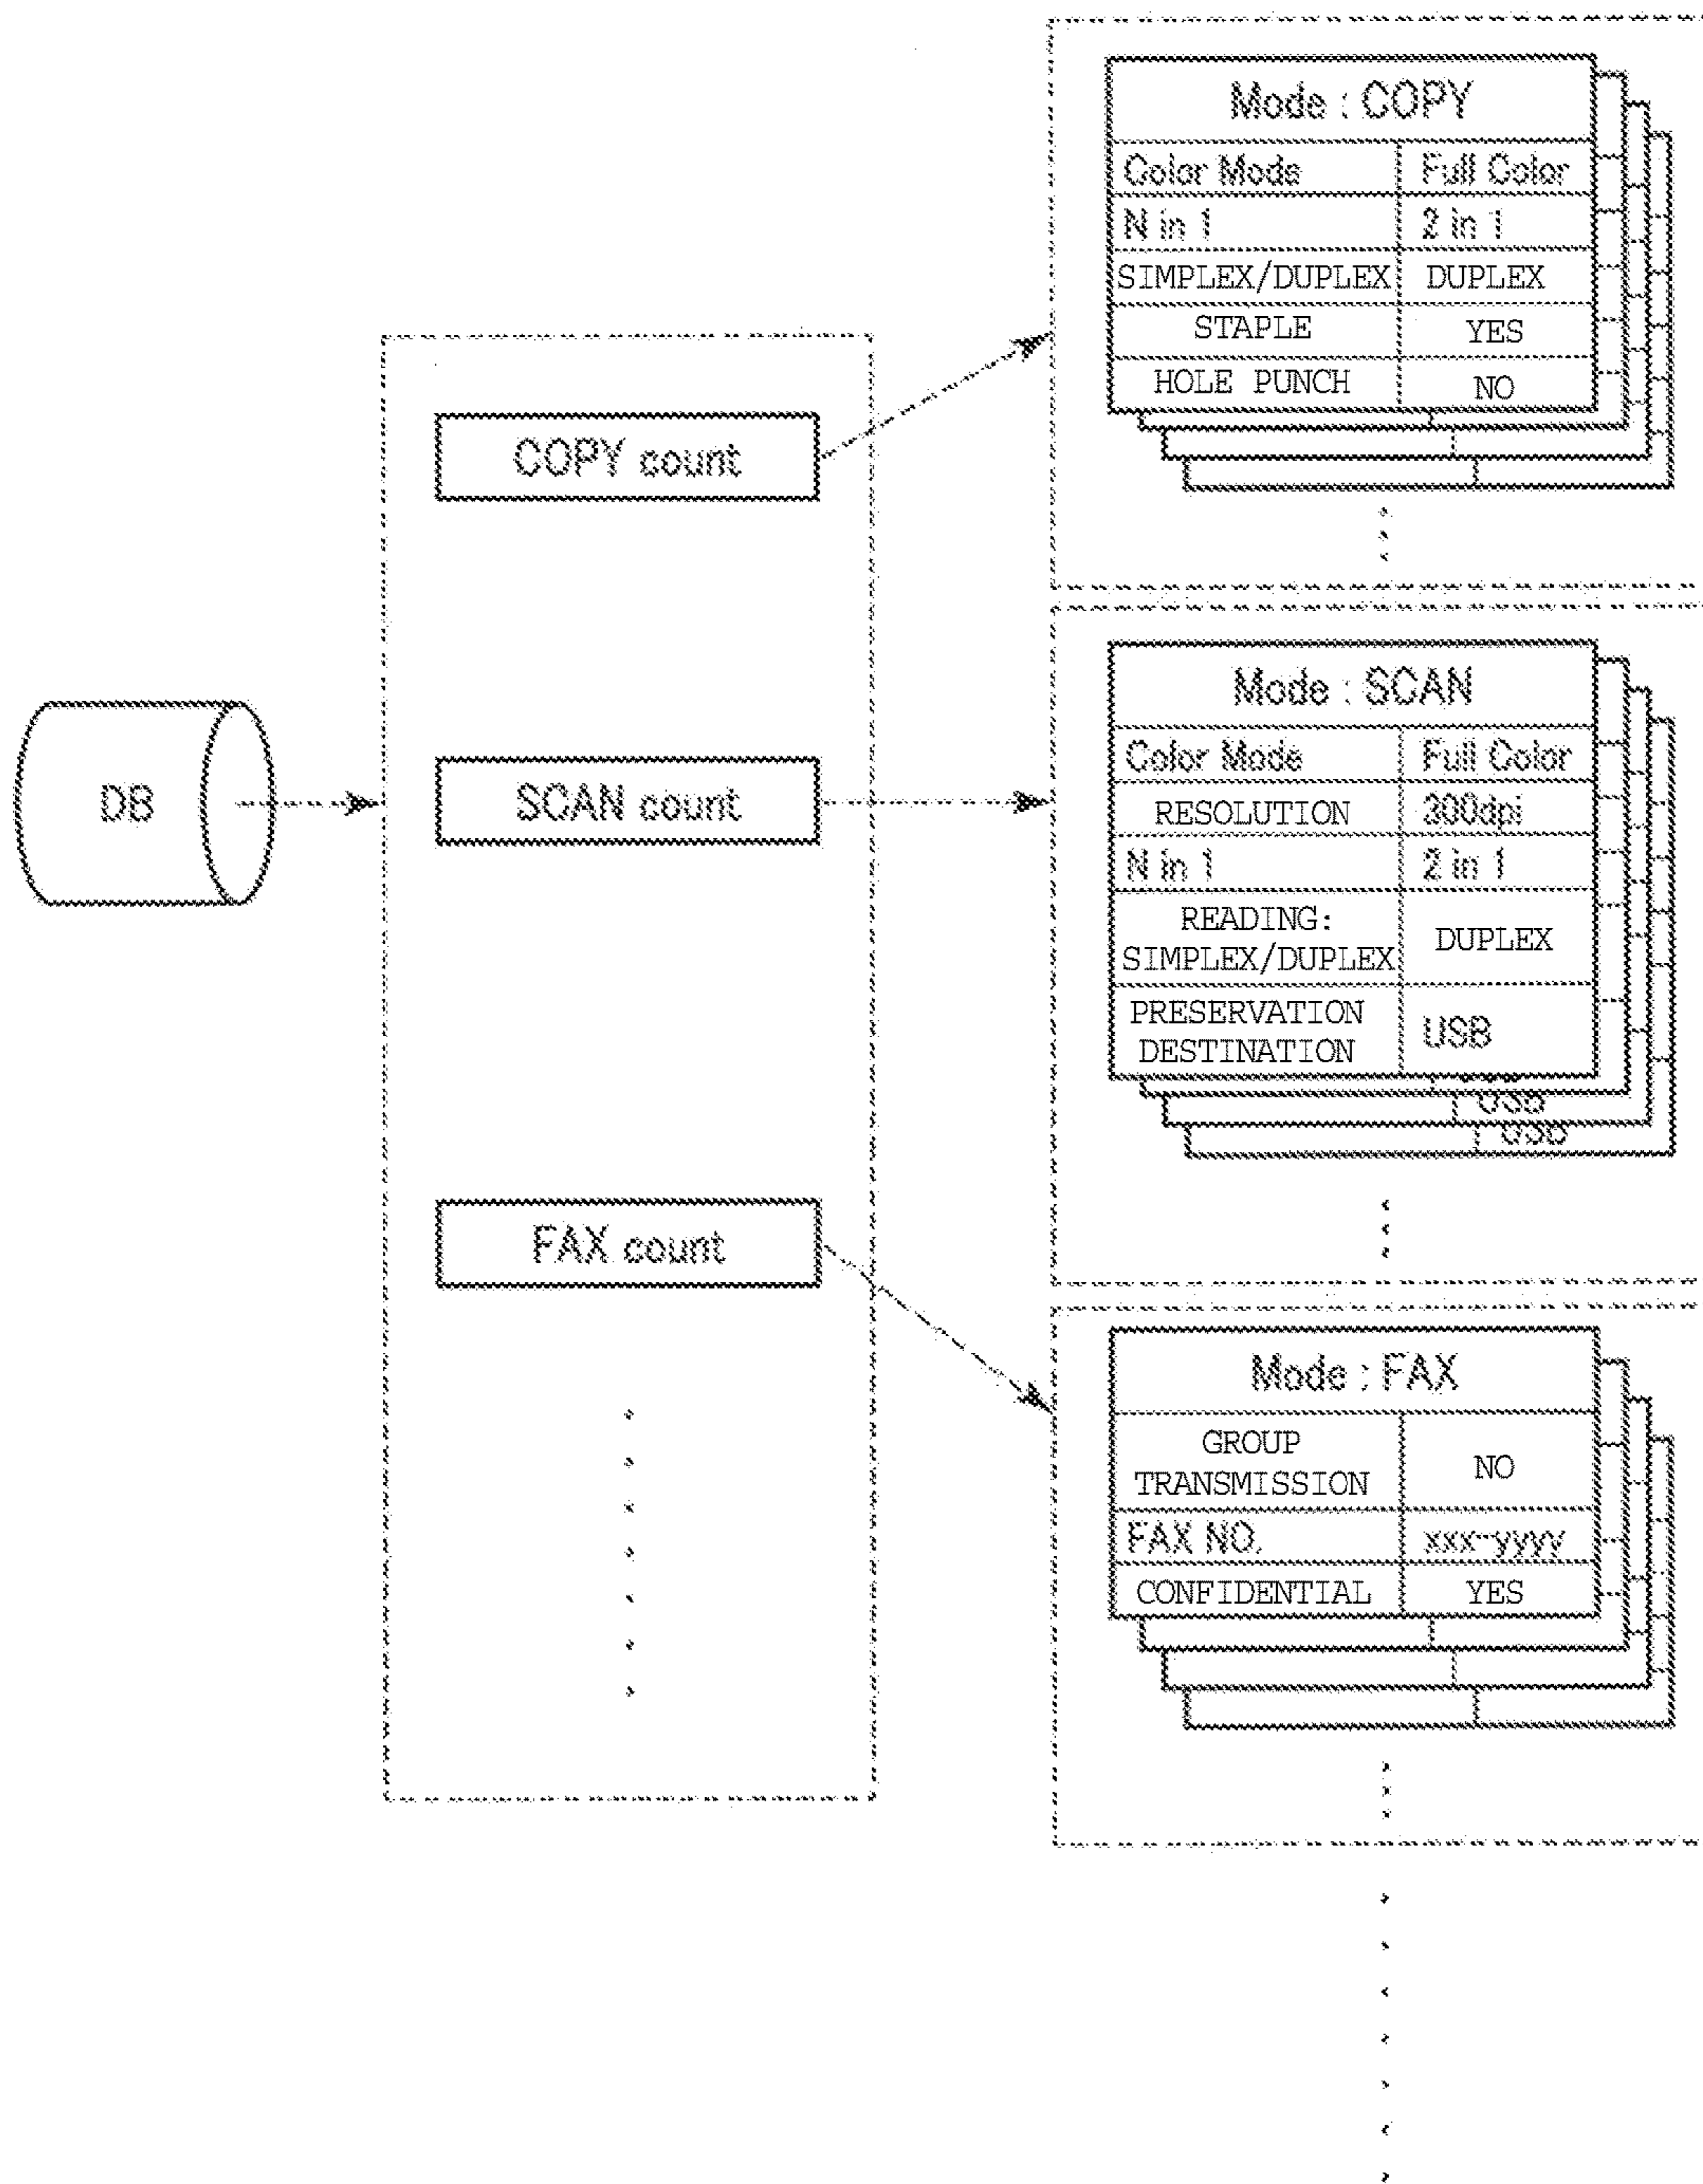 DB
COPY count
SCAN count
FAX count
Mode : COPY
Color Mode Full Color
N in 1 2 in 1
SIMPLEX/DUPLEX DUPLEX
STAPLE YES
HOLE PUNCH NO
Mode : SCAN
Color Mode Full Color
RESOLUTION 300dpi
N in 1 2 in 1
READING:
SIMPLEX/DUPLEX DUPLEX
PRESERVATION
DESTINATION USB
USB
USB
Mode : FAX
GROUP
TRANSMISSION NO
FAX NO. xxx-yyyy
CONFIDENTIAL YES